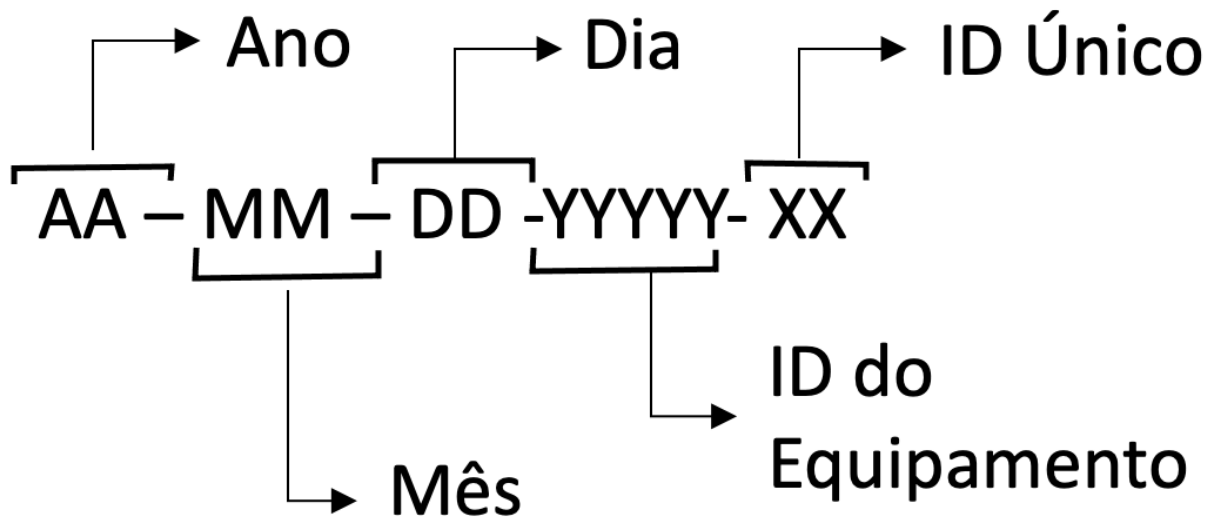 Ano
Dia
ID Único
AA – MM – DD -YYYYY- XX
ID do
Equipamento
Mês